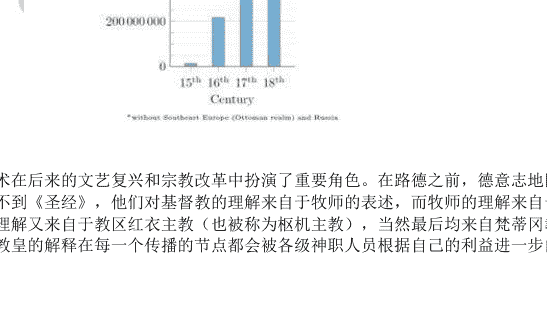 200 000 000
0
15th 16th 17th 18th
Century
*without Southeast Europe (Ottoman realm) and Russia
术在后来的文艺复兴和宗教改革中扮演了重要角色。在路德之前，德意志地
不到《圣经》，他们对基督教的理解来自于牧师的表述，而牧师的理解来自
理解又来自于教区红衣主教（也被称为枢机主教），当然最后均来自梵蒂冈
教皇的解释在每一个传播的节点都会被各级神职人员根据自己的利益进一步